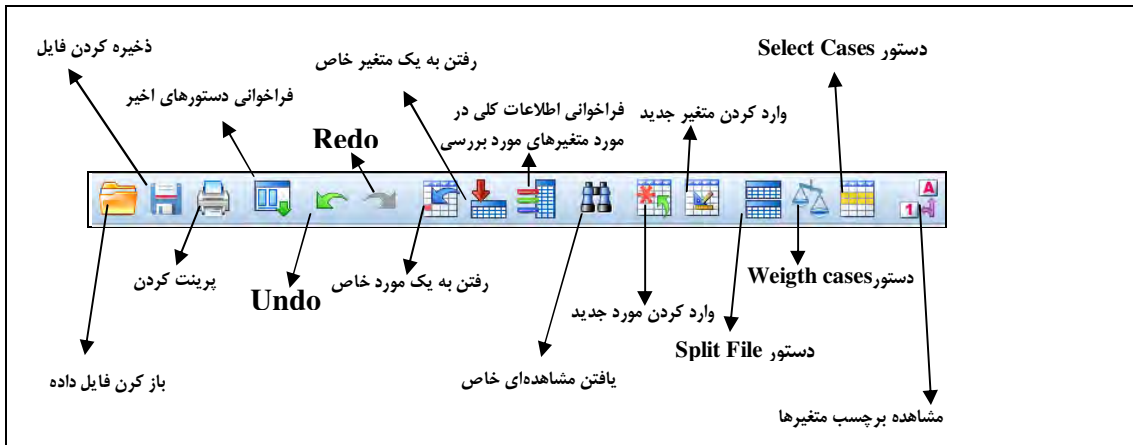 ذخیره کردن فایل
رفتن به یک متغیر خاص
دستور Select Cases
فراخوانی دستورهای اخیر
فراخوانی اطلاعات کلی در
مورد متغیرهای مورد بررسی
وارد کردن متغیر جدید
Redo
A
1
پرینت کردن
Undo
رفتن به یک مورد خاص
وارد کردن مورد جدید
دستورWeigth cases
دستور Split File
باز کرن فایل داده
یافتن مشاهده‌ای خاص
مشاهده برچسب متغیرها